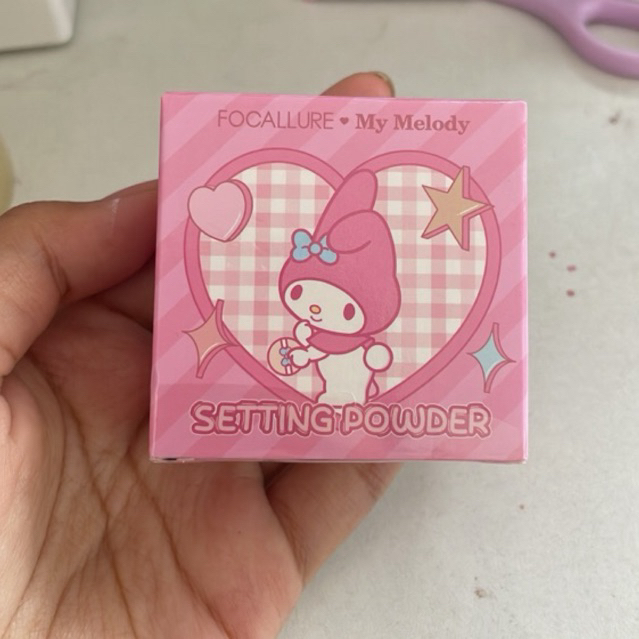 FOCALLURE ♥ My Melody
SETTING POWDER